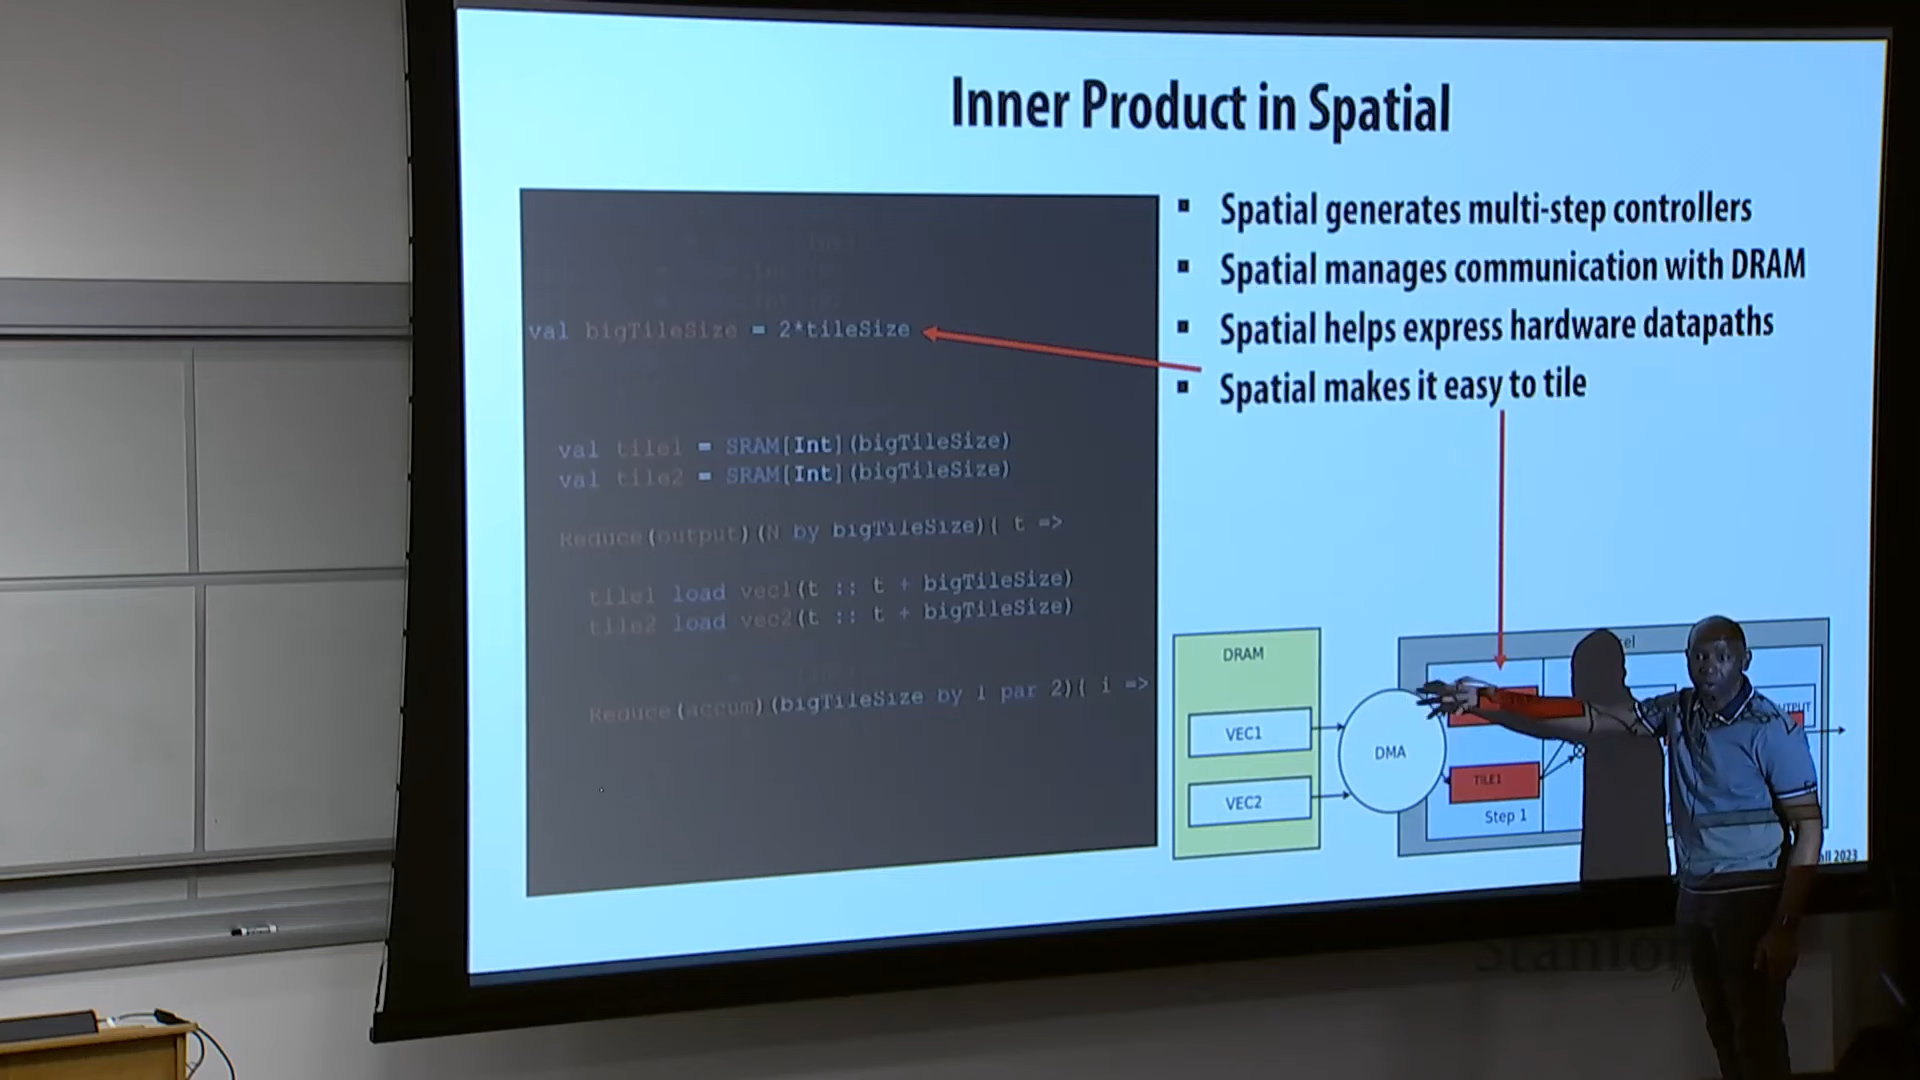 Inner Product in Spatial
val bigTileSize = 2*tileSize
val tile1 = SRAM[Int](bigTileSize)
val tile2 = SRAM[Int](bigTileSize)
Reduce(output)(N by bigTileSize){ t =>
tile1 load vec1(t :: t + bigTileSize)
tile2 load vec2(t :: t + bigTileSize)
Reduce(accum)(bigTileSize by 1 par 2){ i =>
▪ Spatial generates multi-step controllers
▪ Spatial manages communication with DRAM
▪ Spatial helps express hardware datapaths
▪ Spatial makes it easy to tile
DRAM
VEC1
VEC2
DMA
TILE1
Step 1
2023